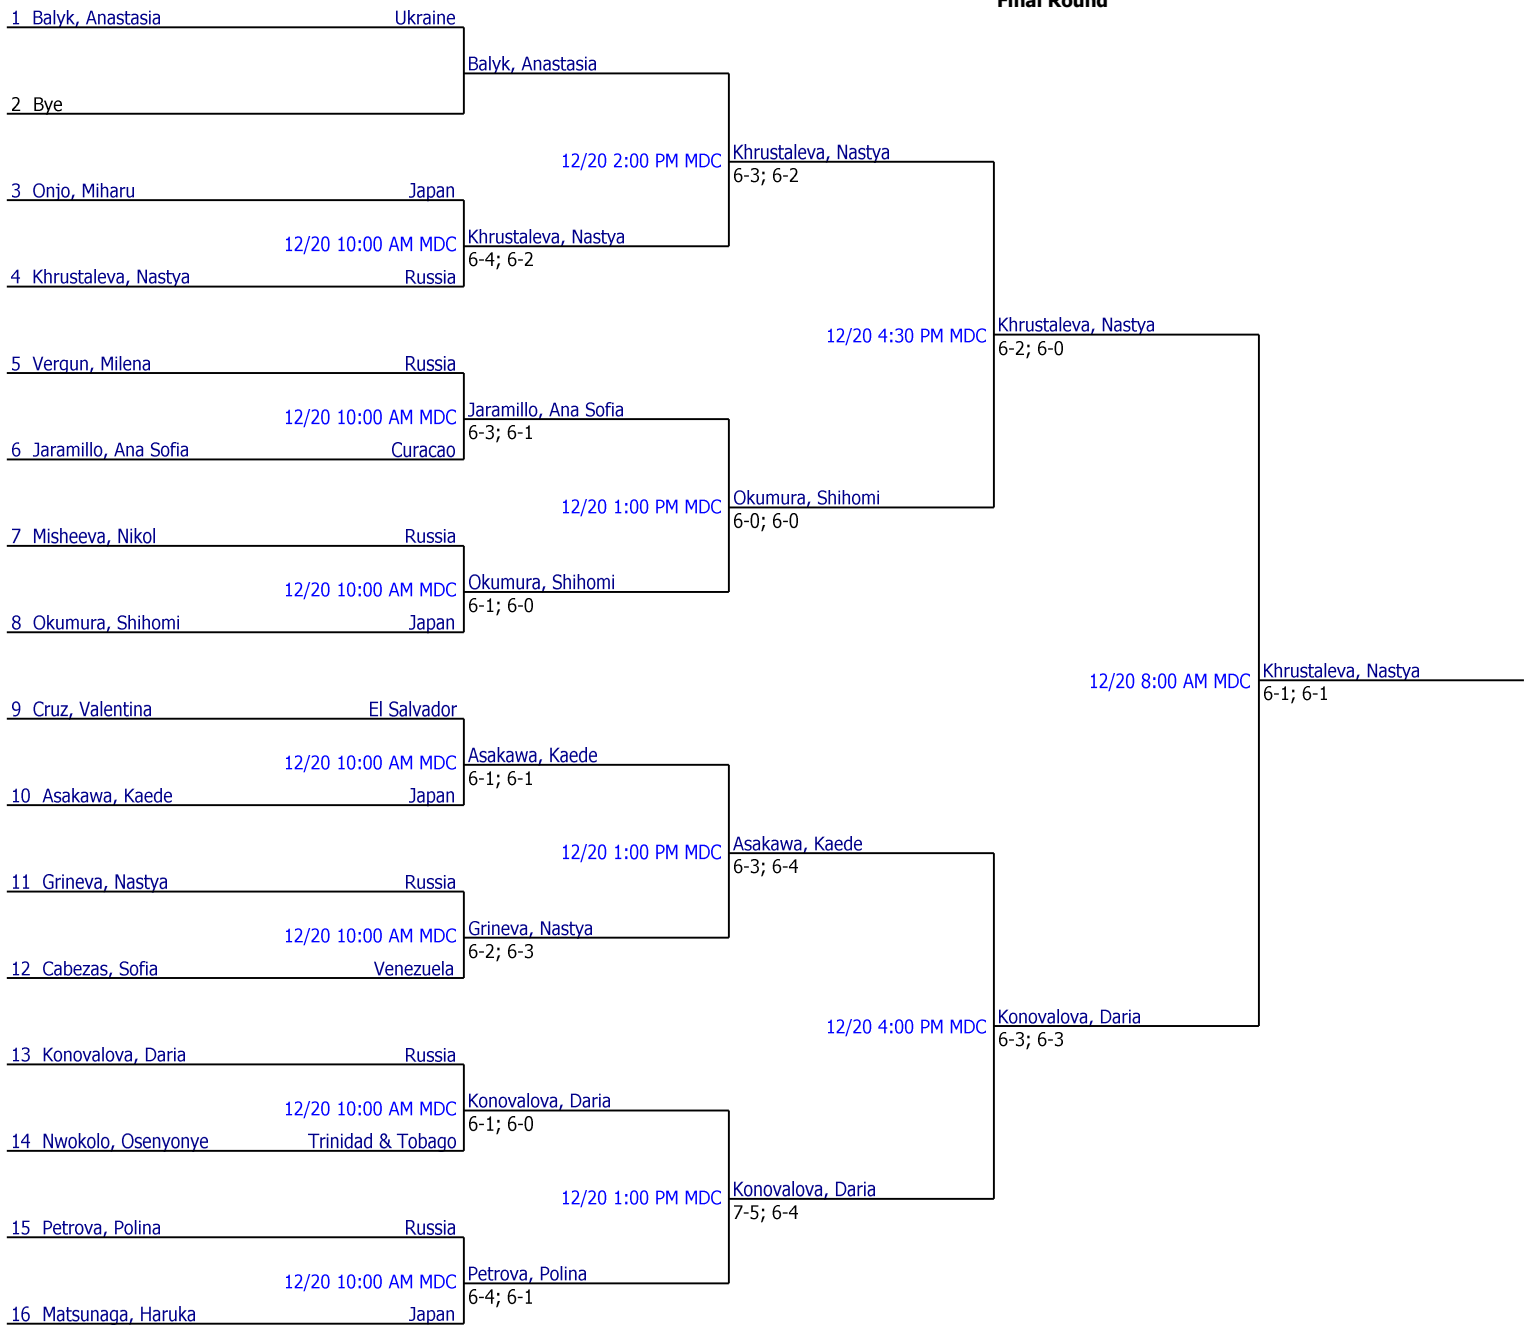 Final Round
1 Balyk, Anastasia Ukraine
Balyk, Anastasia
2 Bye
12/20 2:00 PM MDC Khrustaleva, Nastya
6-3; 6-2
3 Onjo, Miharu Japan
12/20 10:00 AM MDC Khrustaleva, Nastya
6-4; 6-2
4 Khrustaleva, Nastya Russia
12/20 4:30 PM MDC Khrustaleva, Nastya
6-2; 6-0
5 Vergun, Milena Russia
12/20 10:00 AM MDC Jaramillo, Ana Sofia
6-3; 6-1
6 Jaramillo, Ana Sofia Curacao
12/20 1:00 PM MDC Okumura, Shihomi
6-0; 6-0
7 Misheeva, Nikol Russia
12/20 10:00 AM MDC Okumura, Shihomi
6-1; 6-0
8 Okumura, Shihomi Japan
12/20 8:00 AM MDC Khrustaleva, Nastya
6-1; 6-1
9 Cruz, Valentina El Salvador
12/20 10:00 AM MDC Asakawa, Kaede
6-1; 6-1
10 Asakawa, Kaede Japan
12/20 1:00 PM MDC Asakawa, Kaede
6-3; 6-4
11 Grineva, Nastya Russia
12/20 10:00 AM MDC Grineva, Nastya
6-2; 6-3
12 Cabezas, Sofia Venezuela
12/20 4:00 PM MDC Konovalova, Daria
6-3; 6-3
13 Konovalova, Daria Russia
12/20 10:00 AM MDC Konovalova, Daria
6-1; 6-0
14 Nwokolo, Osenyonye Trinidad & Tobago
12/20 1:00 PM MDC Konovalova, Daria
7-5; 6-4
15 Petrova, Polina Russia
12/20 10:00 AM MDC Petrova, Polina
6-4; 6-1
16 Matsunaga, Haruka Japan